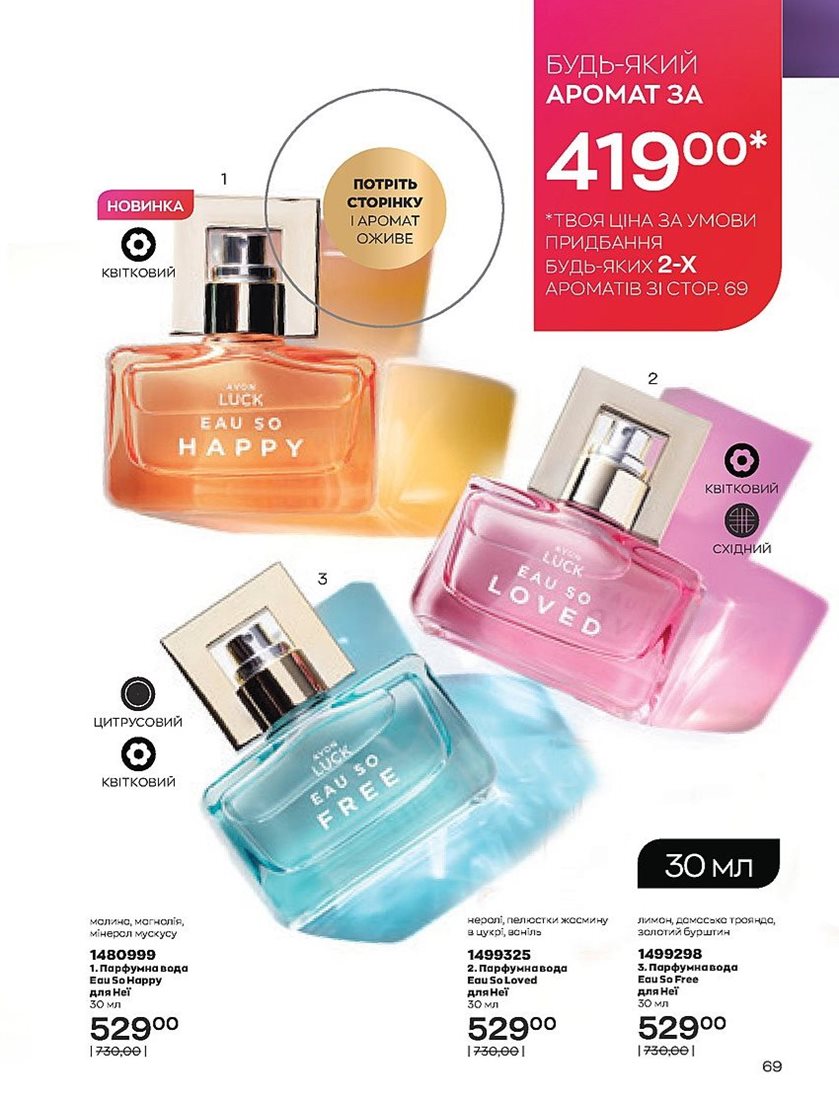 БУДЬ-ЯКИЙ
АРОМАТ ЗА
419⁰⁰*
*ТВОЯ ЦІНА ЗА УМОВИ
ПРИДБАННЯ
БУДЬ-ЯКИХ 2-Х
АРОМАТІВ ЗІ СТОР. 69
1
НОВИНКА
КВІТКОВИЙ
ПОТРІТЬ
СТОРІНКУ
І АРОМАТ
ОЖИВЕ
AVON
LUCK
EAU SO
HAPPY
2
КВІТКОВИЙ
СХІДНИЙ
AVON
LUCK
EAU SO
LOVED
3
ЦИТРУСОВИЙ
КВІТКОВИЙ
AVON
LUCK
EAU SO
FREE
30 МЛ
малина, магнолія,
мінерал мускусу
1480999
1. Парфумна вода
Eau So Happy
для Неї
30 мл
529⁰⁰
| 730,00 |
неролі, пелюстки жасмину
в цукрі, ваніль
1499325
2. Парфумна вода
Eau So Loved
для Неї
30 мл
529⁰⁰
| 730,00 |
лимон, дамаська троянда,
золотий бурштин
1499298
3. Парфумна вода
Eau So Free
для Неї
30 мл
529⁰⁰
| 730,00 |
69